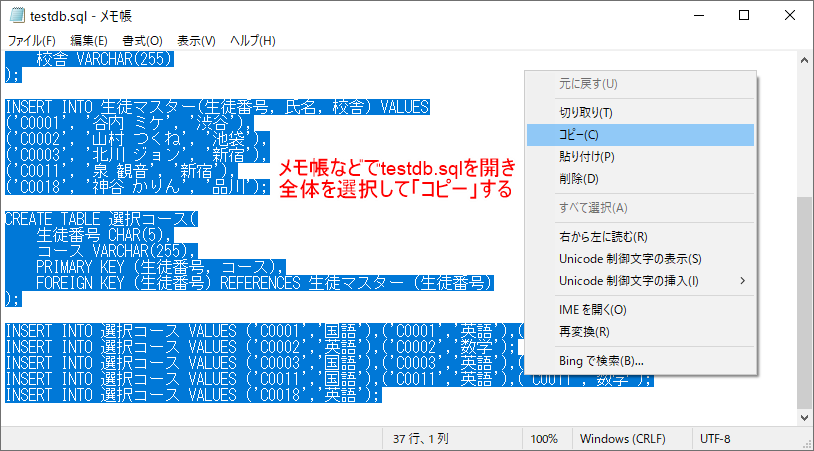 testdb.sql - メモ帳
ファイル(F) 編集(E) 書式(O) 表示(V) ヘルプ(H)
校舎 VARCHAR(255)
);
INSERT INTO 生徒マスター(生徒番号, 氏名, 校舎) VALUES
('C0001', '谷内 ミケ', '渋谷'),
('C0002', '山村 つくね', '池袋'),
('C0003', '北川 ジョン', '新宿'),
('C0011', '泉 観音', '新宿'),
('C0018', '神谷 かりん', '品川');
CREATE TABLE 選択コース(
生徒番号 CHAR(5),
コース VARCHAR(255),
PRIMARY KEY (生徒番号, コース),
FOREIGN KEY (生徒番号) REFERENCES 生徒マスター (生徒番号)
);
INSERT INTO 選択コース VALUES ('C0001','国語'),('C0001','英語'),(
INSERT INTO 選択コース VALUES ('C0002','英語'),('C0002','数学');
INSERT INTO 選択コース VALUES ('C0003','国語'),('C0003','英語'),(
INSERT INTO 選択コース VALUES ('C0011','国語'),('C0011','英語'),('C0011','数学');
INSERT INTO 選択コース VALUES ('C0018','英語');
メモ帳などでtestdb.sqlを開き
全体を選択して「コピー」する
元に戻す(U)
切り取り(T)
コピー(C)
貼り付け(P)
削除(D)
すべて選択(A)
右から左に読む(R)
Unicode 制御文字の表示(S)
Unicode 制御文字の挿入(I)
IME を開く(O)
再変換(R)
Bing で検索(B)...
37 行、1 列 100% Windows (CRLF) UTF-8